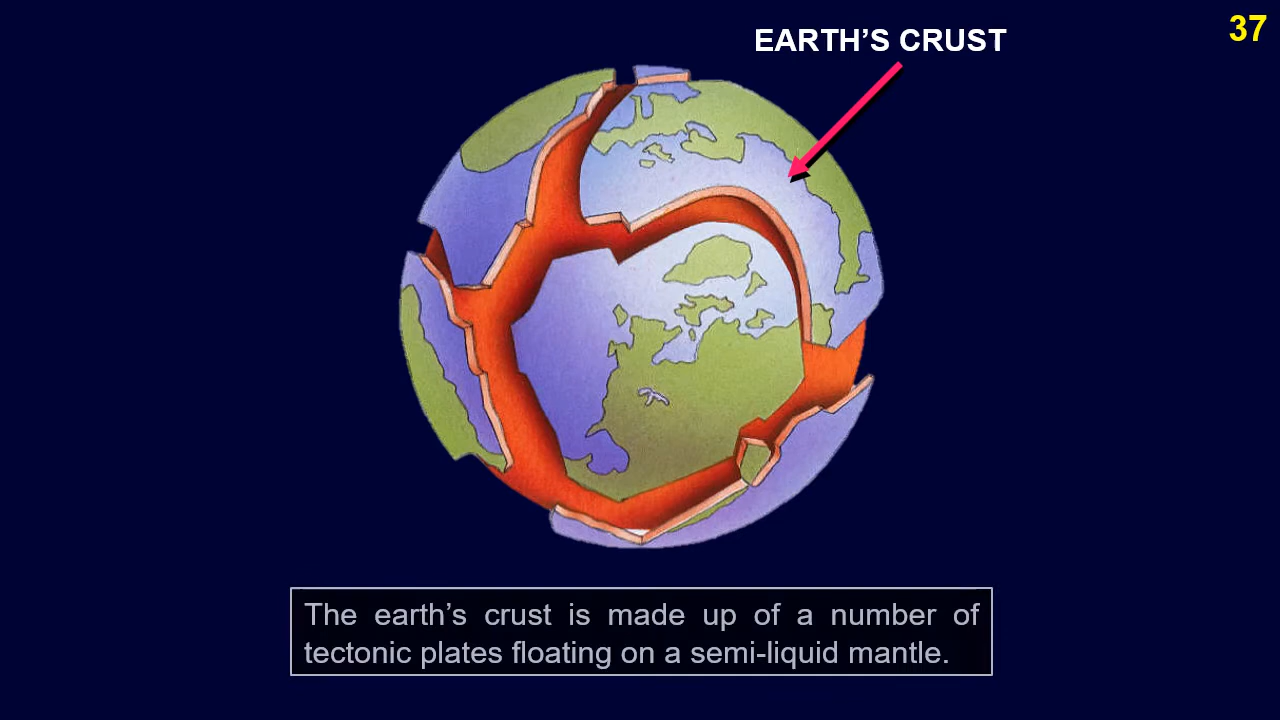 EARTH’S CRUST
37
The earth’s crust is made up of a number of
tectonic plates floating on a semi-liquid mantle.